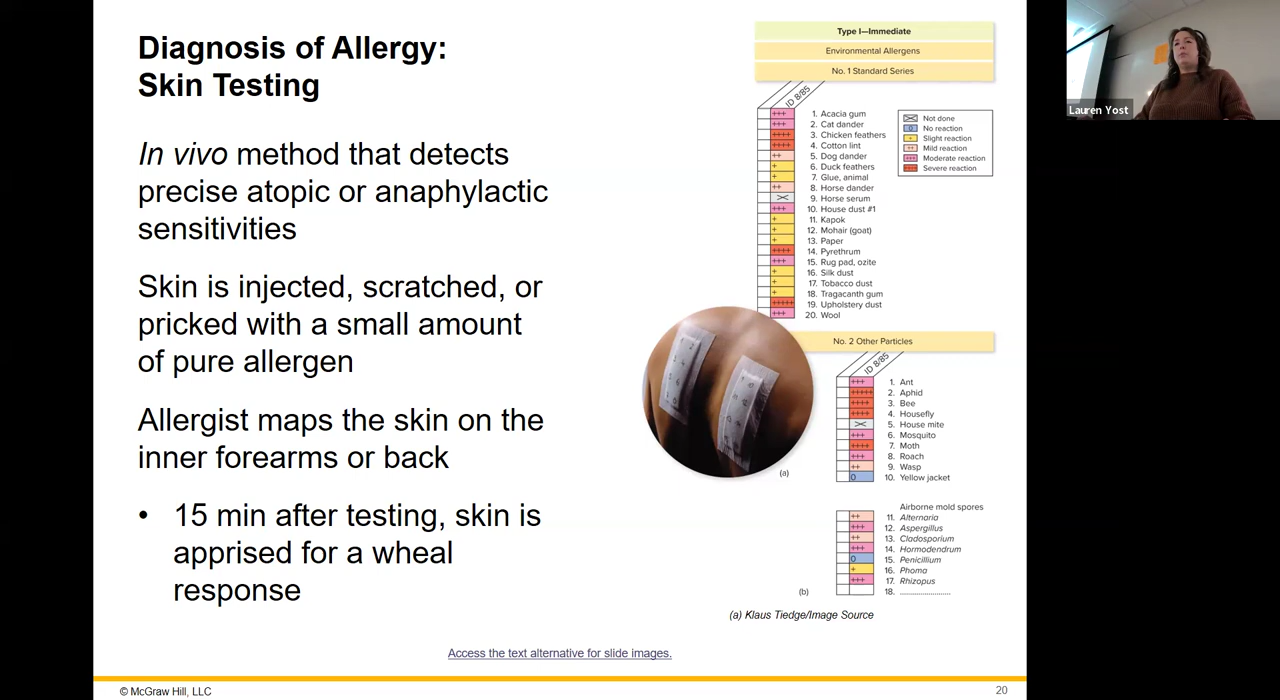 Diagnosis of Allergy:
Skin Testing
In vivo method that detects
precise atopic or anaphylactic
sensitivities
Skin is injected, scratched, or
pricked with a small amount
of pure allergen
Allergist maps the skin on the
inner forearms or back
• 15 min after testing, skin is
apprised for a wheal
response
Type I—Immediate
Environmental Allergens
No. 1 Standard Series
ID 8/85
+++ 1. Acacia gum
+++ 2. Cat dander
++++ 3. Chicken feathers
++++ 4. Cotton lint
++ 5. Dog dander
+ 6. Duck feathers
+ 7. Glue, animal
++ 8. Horse dander
9. Horse serum
+++ 10. House dust #1
+ 11. Kapok
+ 12. Mohair (goat)
+ 13. Paper
++++ 14. Pyrethrum
+++ 15. Rug pad, ozite
+ 16. Silk dust
+ 17. Tobacco dust
+ 18. Tragacanth gum
+++++ 19. Upholstery dust
+++ 20. Wool
Not done
0 No reaction
+ Slight reaction
++ Mild reaction
+++ Moderate reaction
++++ Severe reaction
No. 2 Other Particles
ID 8/85
+++ 1. Ant
+++++ 2. Aphid
++++ 3. Bee
++++ 4. Housefly
5. House mite
+++ 6. Mosquito
++++ 7. Moth
+++ 8. Roach
++ 9. Wasp
0 10. Yellow jacket
Airborne mold spores
++ 11. Alternaria
+++ 12. Aspergillus
++ 13. Cladosporium
+++ 14. Hormodendrum
0 15. Penicillium
+ 16. Phoma
+++ 17. Rhizopus
18. ........................
(a)
(b)
(a) Klaus Tiedge/Image Source
Access the text alternative for slide images.
© McGraw Hill, LLC
20
Lauren Yost